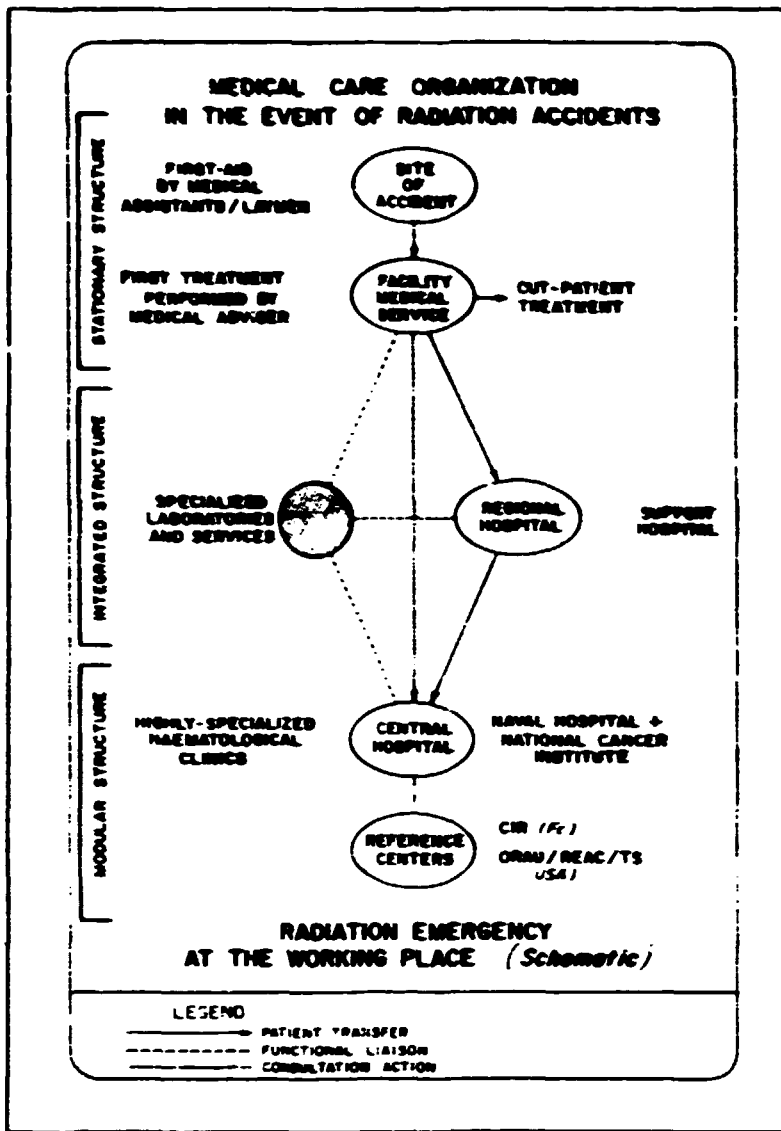 MEDICAL CARE ORGANIZATION
IN THE EVENT OF RADIATION ACCIDENTS
STATIONARY STRUCTURE
FIRST-AID
BY MEDICAL
ASSISTANTS/LAYMEN
SITE
OF
ACCIDENT
FIRST TREATMENT
PERFORMED BY
MEDICAL ADVISER
FACILITY
MEDICAL
SERVICE
OUT-PATIENT
TREATMENT
INTEGRATED STRUCTURE
SPECIALIZED
LABORATORIES
AND SERVICES
REGIONAL
HOSPITAL
SUPPORT
HOSPITAL
MODULAR STRUCTURE
HIGHLY-SPECIALIZED
HAEMATOLOGICAL
CLINICS
CENTRAL
HOSPITAL
NAVAL HOSPITAL +
NATIONAL CANCER
INSTITUTE
REFERENCE
CENTERS
CIR (Fr)
ORAU/REAC/TS
USA)
RADIATION EMERGENCY
AT THE WORKING PLACE (Schematic)
LEGEND
PATIENT TRANSFER
FUNCTIONAL LIAISON
CONSULTATION ACTION